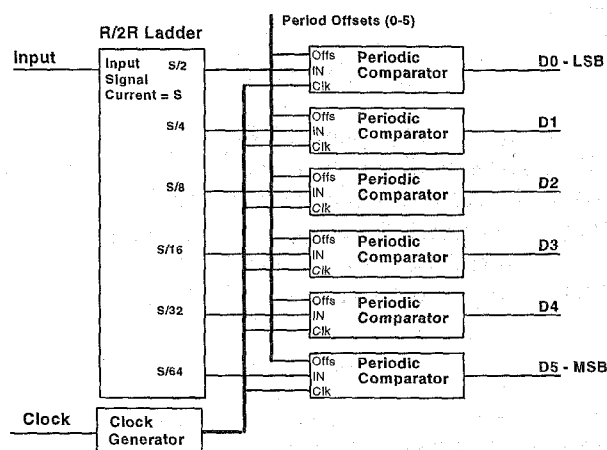 Period Offsets (0-5)
R/2R Ladder
Input
Input
Signal
Current = S
S/2
S/4
S/8
S/16
S/32
S/64
Offs
IN
Clk
Periodic
Comparator
D0 - LSB
Offs
IN
Clk
Periodic
Comparator
D1
Offs
IN
Clk
Periodic
Comparator
D2
Offs
IN
Clk
Periodic
Comparator
D3
Offs
IN
Clk
Periodic
Comparator
D4
Offs
IN
Clk
Periodic
Comparator
D5 - MSB
Clock
Clock
Generator